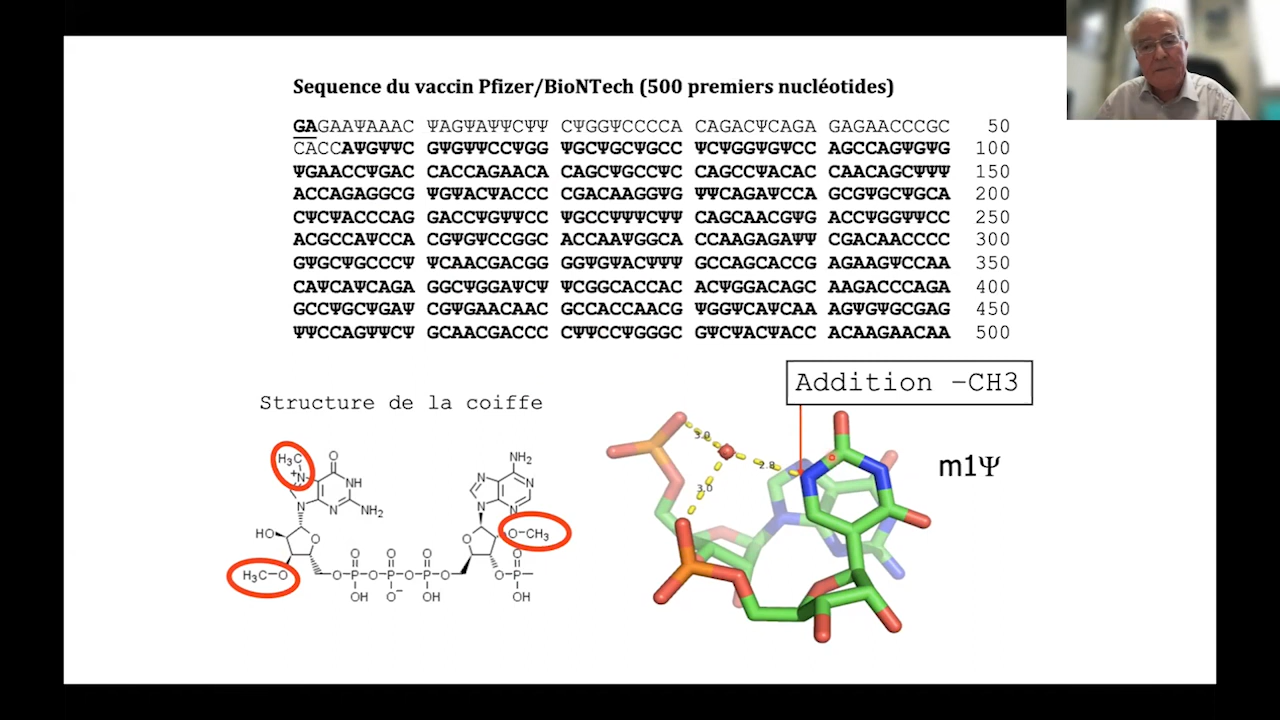 Sequence du vaccin Pfizer/BioNTech (500 premiers nucléotides)
GAGAAΨAAAC ΨAGΨAΨΨCΨΨ CΨGGΨCCCCA CAGACΨCAGA GAGAACCCGC 50
CACCAΨGΨΨC GΨGΨΨCCΨGG ΨGCΨGCΨGCC ΨCΨGGΨGΨCC AGCCAGΨGΨG 100
ΨGAACCΨGAC CACCAGAACA CAGCΨGCCΨC CAGCCΨACAC CAACAGCΨΨΨ 150
ACCAGAGGCG ΨGΨACΨACCC CGACAAGGΨG ΨΨCAGAΨCCA GCGΨGCΨGCA 200
CΨCΨACCCAG GACCΨGΨΨCC ΨGCCΨΨΨCΨΨ CAGCAACGΨG ACCΨGGΨΨCC 250
ACGCCAΨCCA CGΨGΨCCGGC ACCAAΨGGCA CCAAGAGAΨΨ CGACAACCCC 300
GΨGCΨGCCCΨ ΨCAACGACGG GGΨGΨACΨΨΨ GCCAGCACCG AGAAGΨCCAA 350
CAΨCAΨCAGA GGCΨGGAΨCΨ ΨCGGCACCAC ACΨGGACAGC AAGACCCAGA 400
GCCΨGCΨGAΨ CGΨGAACAAC GCCACCAACG ΨGGΨCAΨCAA AGΨGΨGCGAG 450
ΨΨCCAGΨΨCΨ GCAACGACCC CΨΨCCΨGGGC GΨCΨACΨACC ACAAGAACAA 500
Addition –CH3
Structure de la coiffe
m1Ψ
3.0
2.8
3.0
H3C
O
NH2
+
N
NH
N
N
N
N
NH2
N
N
HO
O
O
O–CH3
H3C–O
O–P–O–P–O–P–O
O
O
O
O
O–P
OH
O−
OH
OH